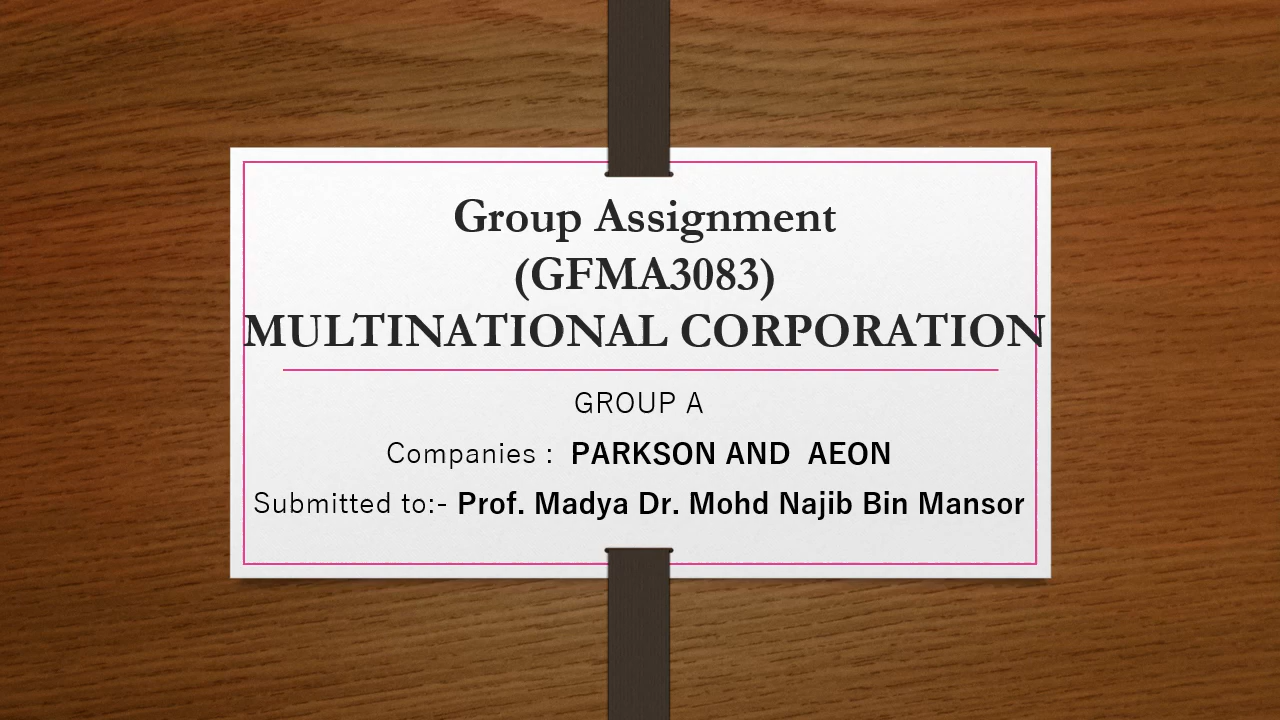 Group Assignment
(GFMA3083)
MULTINATIONAL CORPORATION
GROUP A
Companies : PARKSON AND AEON
Submitted to:- Prof. Madya Dr. Mohd Najib Bin Mansor